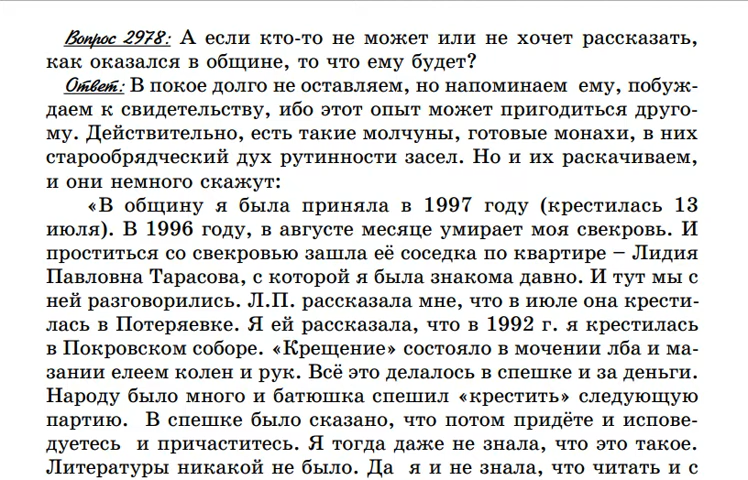 Вопрос 2978: А если кто-то не может или не хочет рассказать,
как оказался в общине, то что ему будет?
Ответ: В покое долго не оставляем, но напоминаем ему, побуж-
даем к свидетельству, ибо этот опыт может пригодиться друго-
му. Действительно, есть такие молчуны, готовые монахи, в них
старообрядческий дух рутинности засел. Но и их раскачиваем,
и они немного скажут:
«В общину я была принята в 1997 году (крестилась 13
июля). В 1996 году, в августе месяце умирает моя свекровь. И
проститься со свекровью зашла её соседка по квартире – Лидия
Павловна Тарасова, с которой я была знакома давно. И тут мы с
ней разговорились. Л.П. рассказала мне, что в июле она крести-
лась в Потеряевке. Я ей рассказала, что в 1992 г. я крестилась
в Покровском соборе. «Крещение» состояло в мочении лба и ма-
зании елеем колен и рук. Всё это делалось в спешке и за деньги.
Народу было много и батюшка спешил «крестить» следующую
партию. В спешке было сказано, что потом придёте и испове-
дуетесь и причаститесь. Я тогда даже не знала, что это такое.
Литературы никакой не было. Да я и не знала, что читать и с